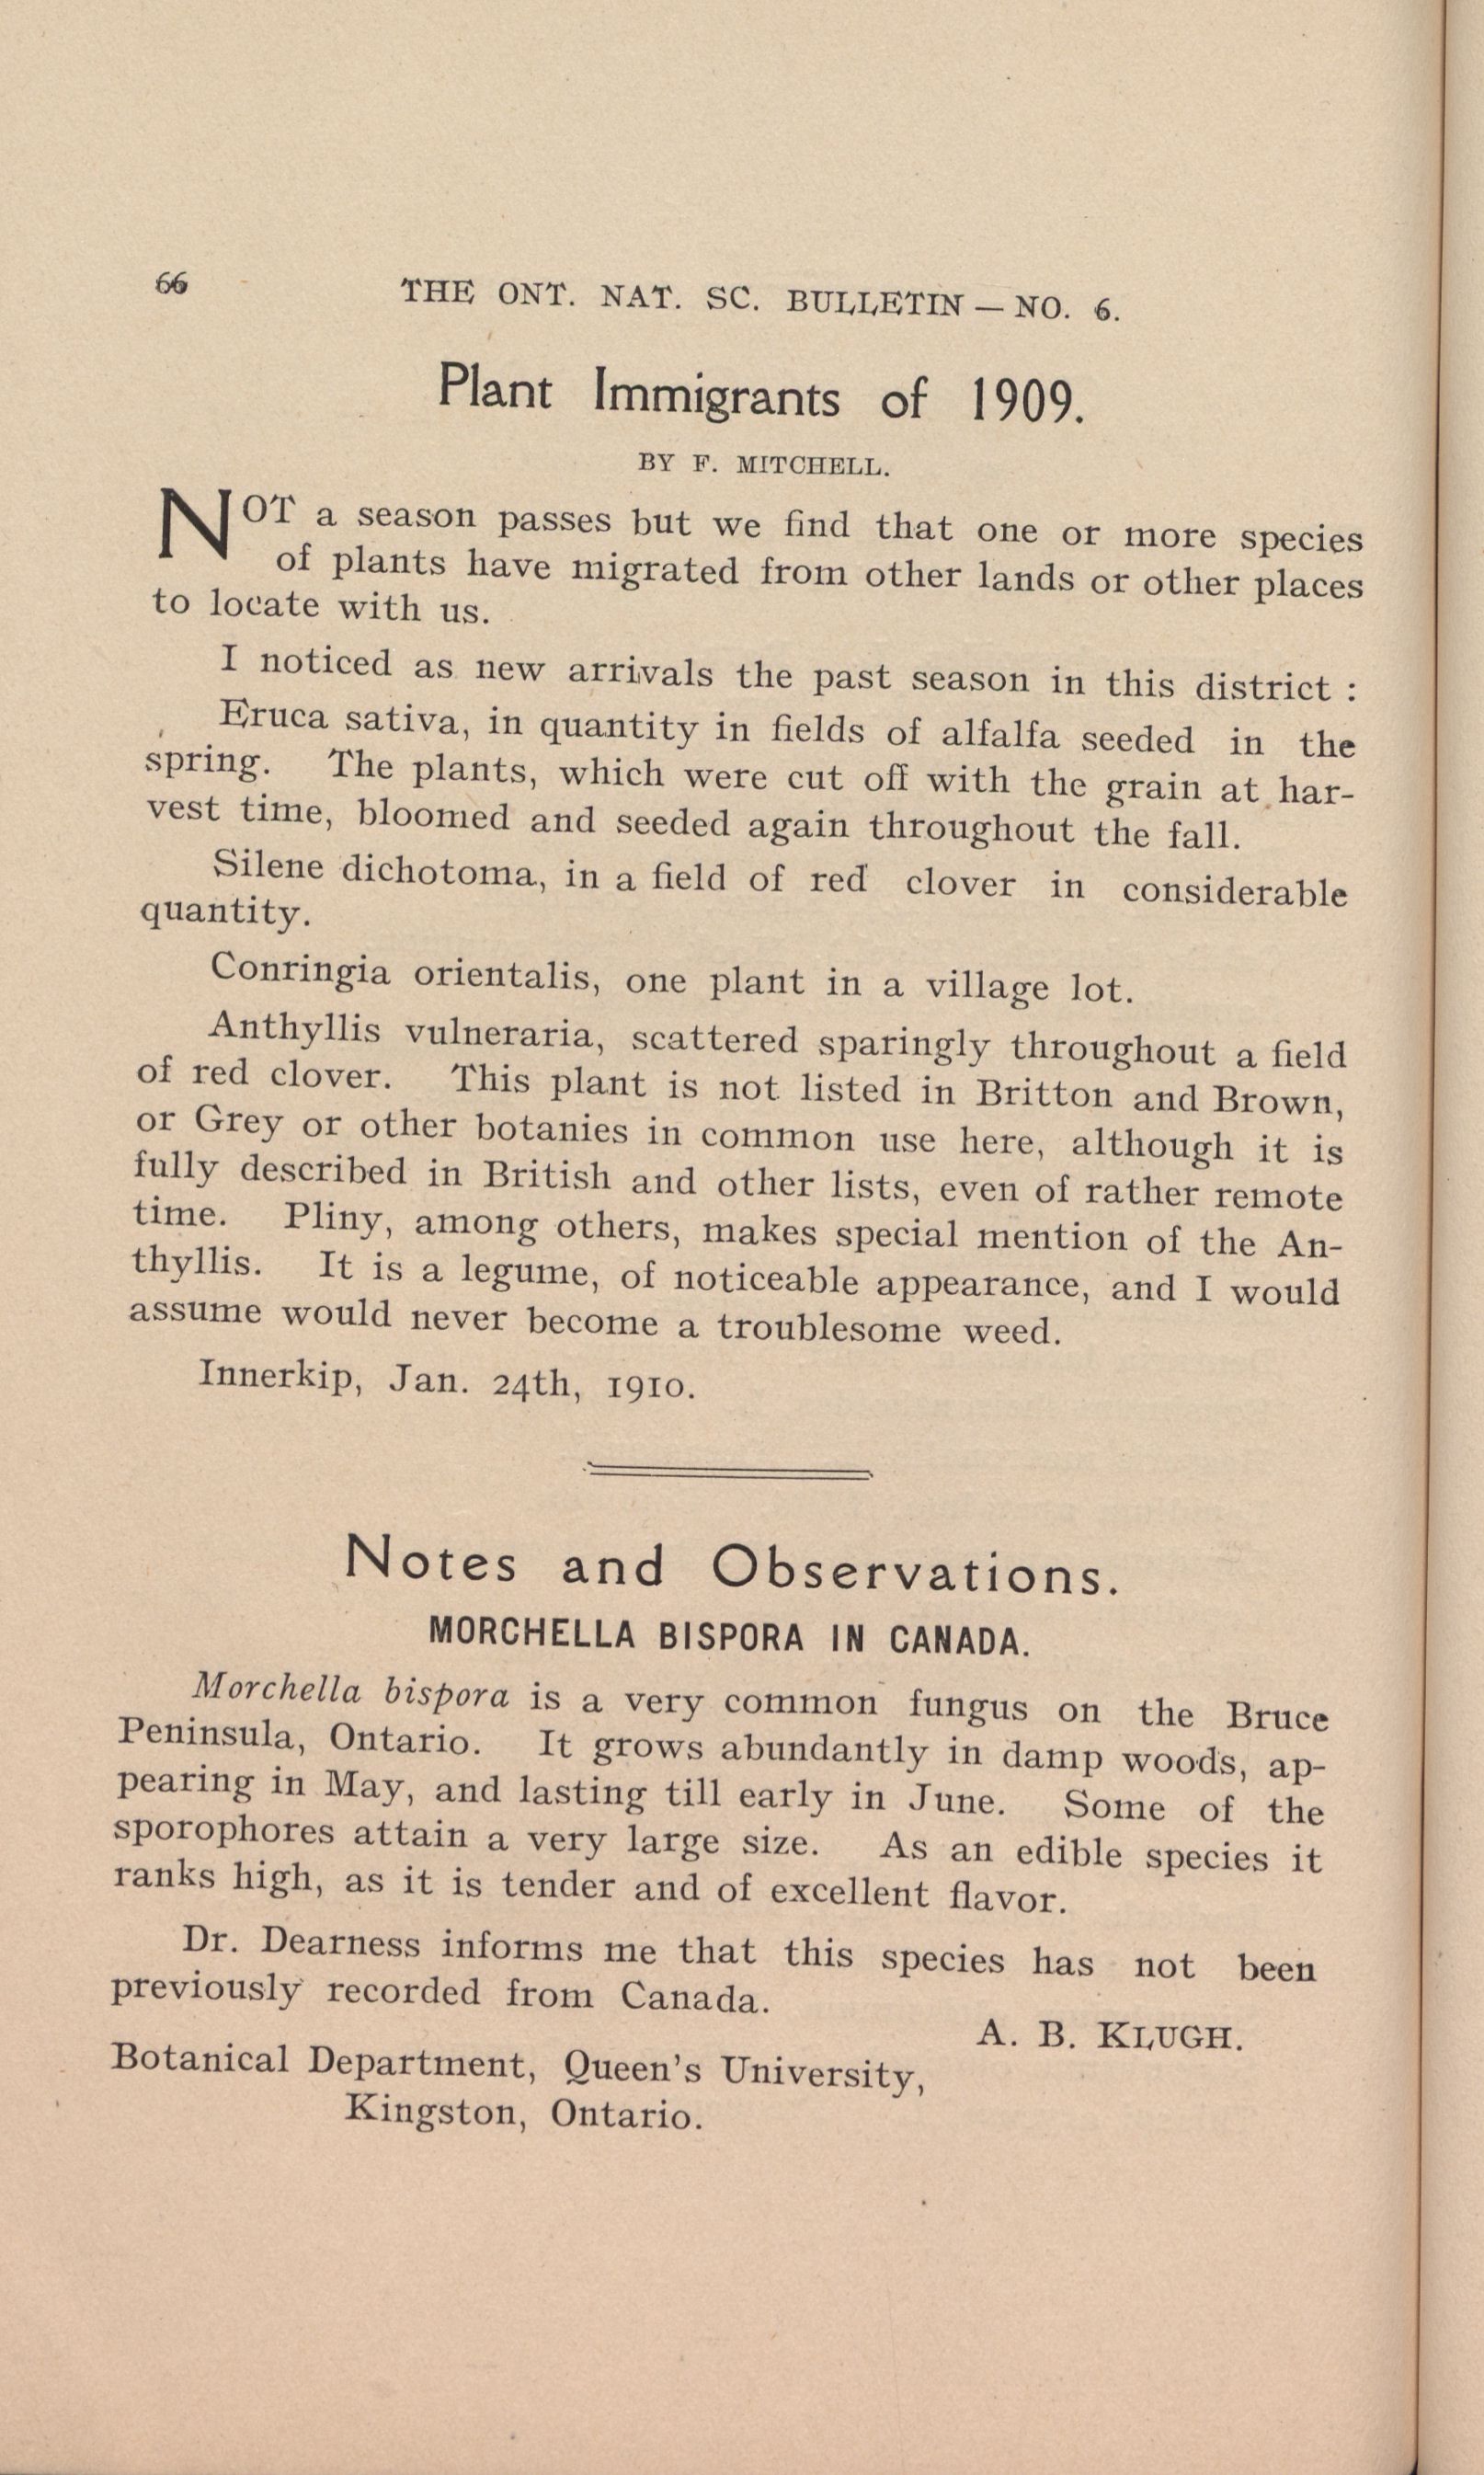 66
THE ONT. NAT. SC. BULLETIN — NO. 6.
Plant Immigrants of 1909.
BY F. MITCHELL.
NOT a season passes but we find that one or more species
of plants have migrated from other lands or other places
to locate with us.
I noticed as new arrivals the past season in this district :
Eruca sativa, in quantity in fields of alfalfa seeded in the
spring. The plants, which were cut off with the grain at har-
vest time, bloomed and seeded again throughout the fall.
Silene dichotoma, in a field of red clover in considerable
quantity.
Conringia orientalis, one plant in a village lot.
Anthyllis vulneraria, scattered sparingly throughout a field
of red clover. This plant is not listed in Britton and Brown,
or Grey or other botanies in common use here, although it is
fully described in British and other lists, even of rather remote
time. Pliny, among others, makes special mention of the An-
thyllis. It is a legume, of noticeable appearance, and I would
assume would never become a troublesome weed.
Innerkip, Jan. 24th, 1910.
Notes and Observations.
MORCHELLA BISPORA IN CANADA.
Morchella bispora is a very common fungus on the Bruce
Peninsula, Ontario. It grows abundantly in damp woods, ap-
pearing in May, and lasting till early in June. Some of the
sporophores attain a very large size. As an edible species it
ranks high, as it is tender and of excellent flavor.
Dr. Dearness informs me that this species has not been
previously recorded from Canada.
A. B. KLUGH.
Botanical Department, Queen's University,
Kingston, Ontario.